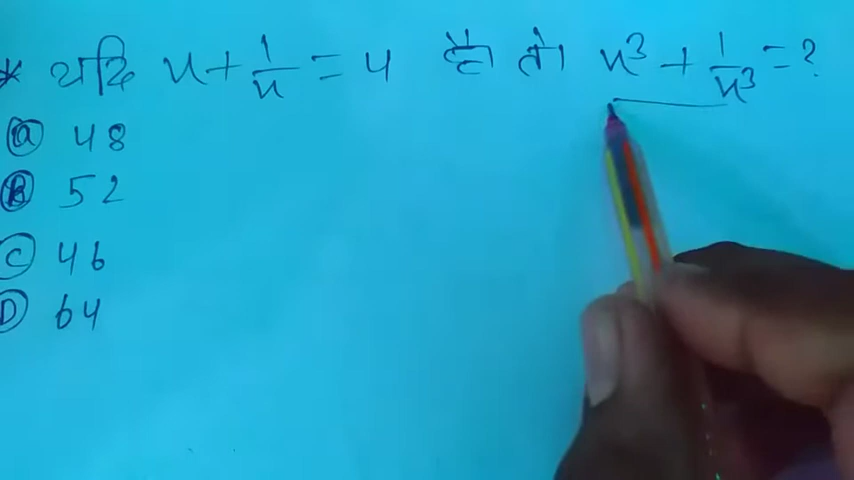 * यदि x + 1/x = 4 हो तो x³ + 1/x³ = ?
(a) 48
(B) 52
(C) 46
(D) 64